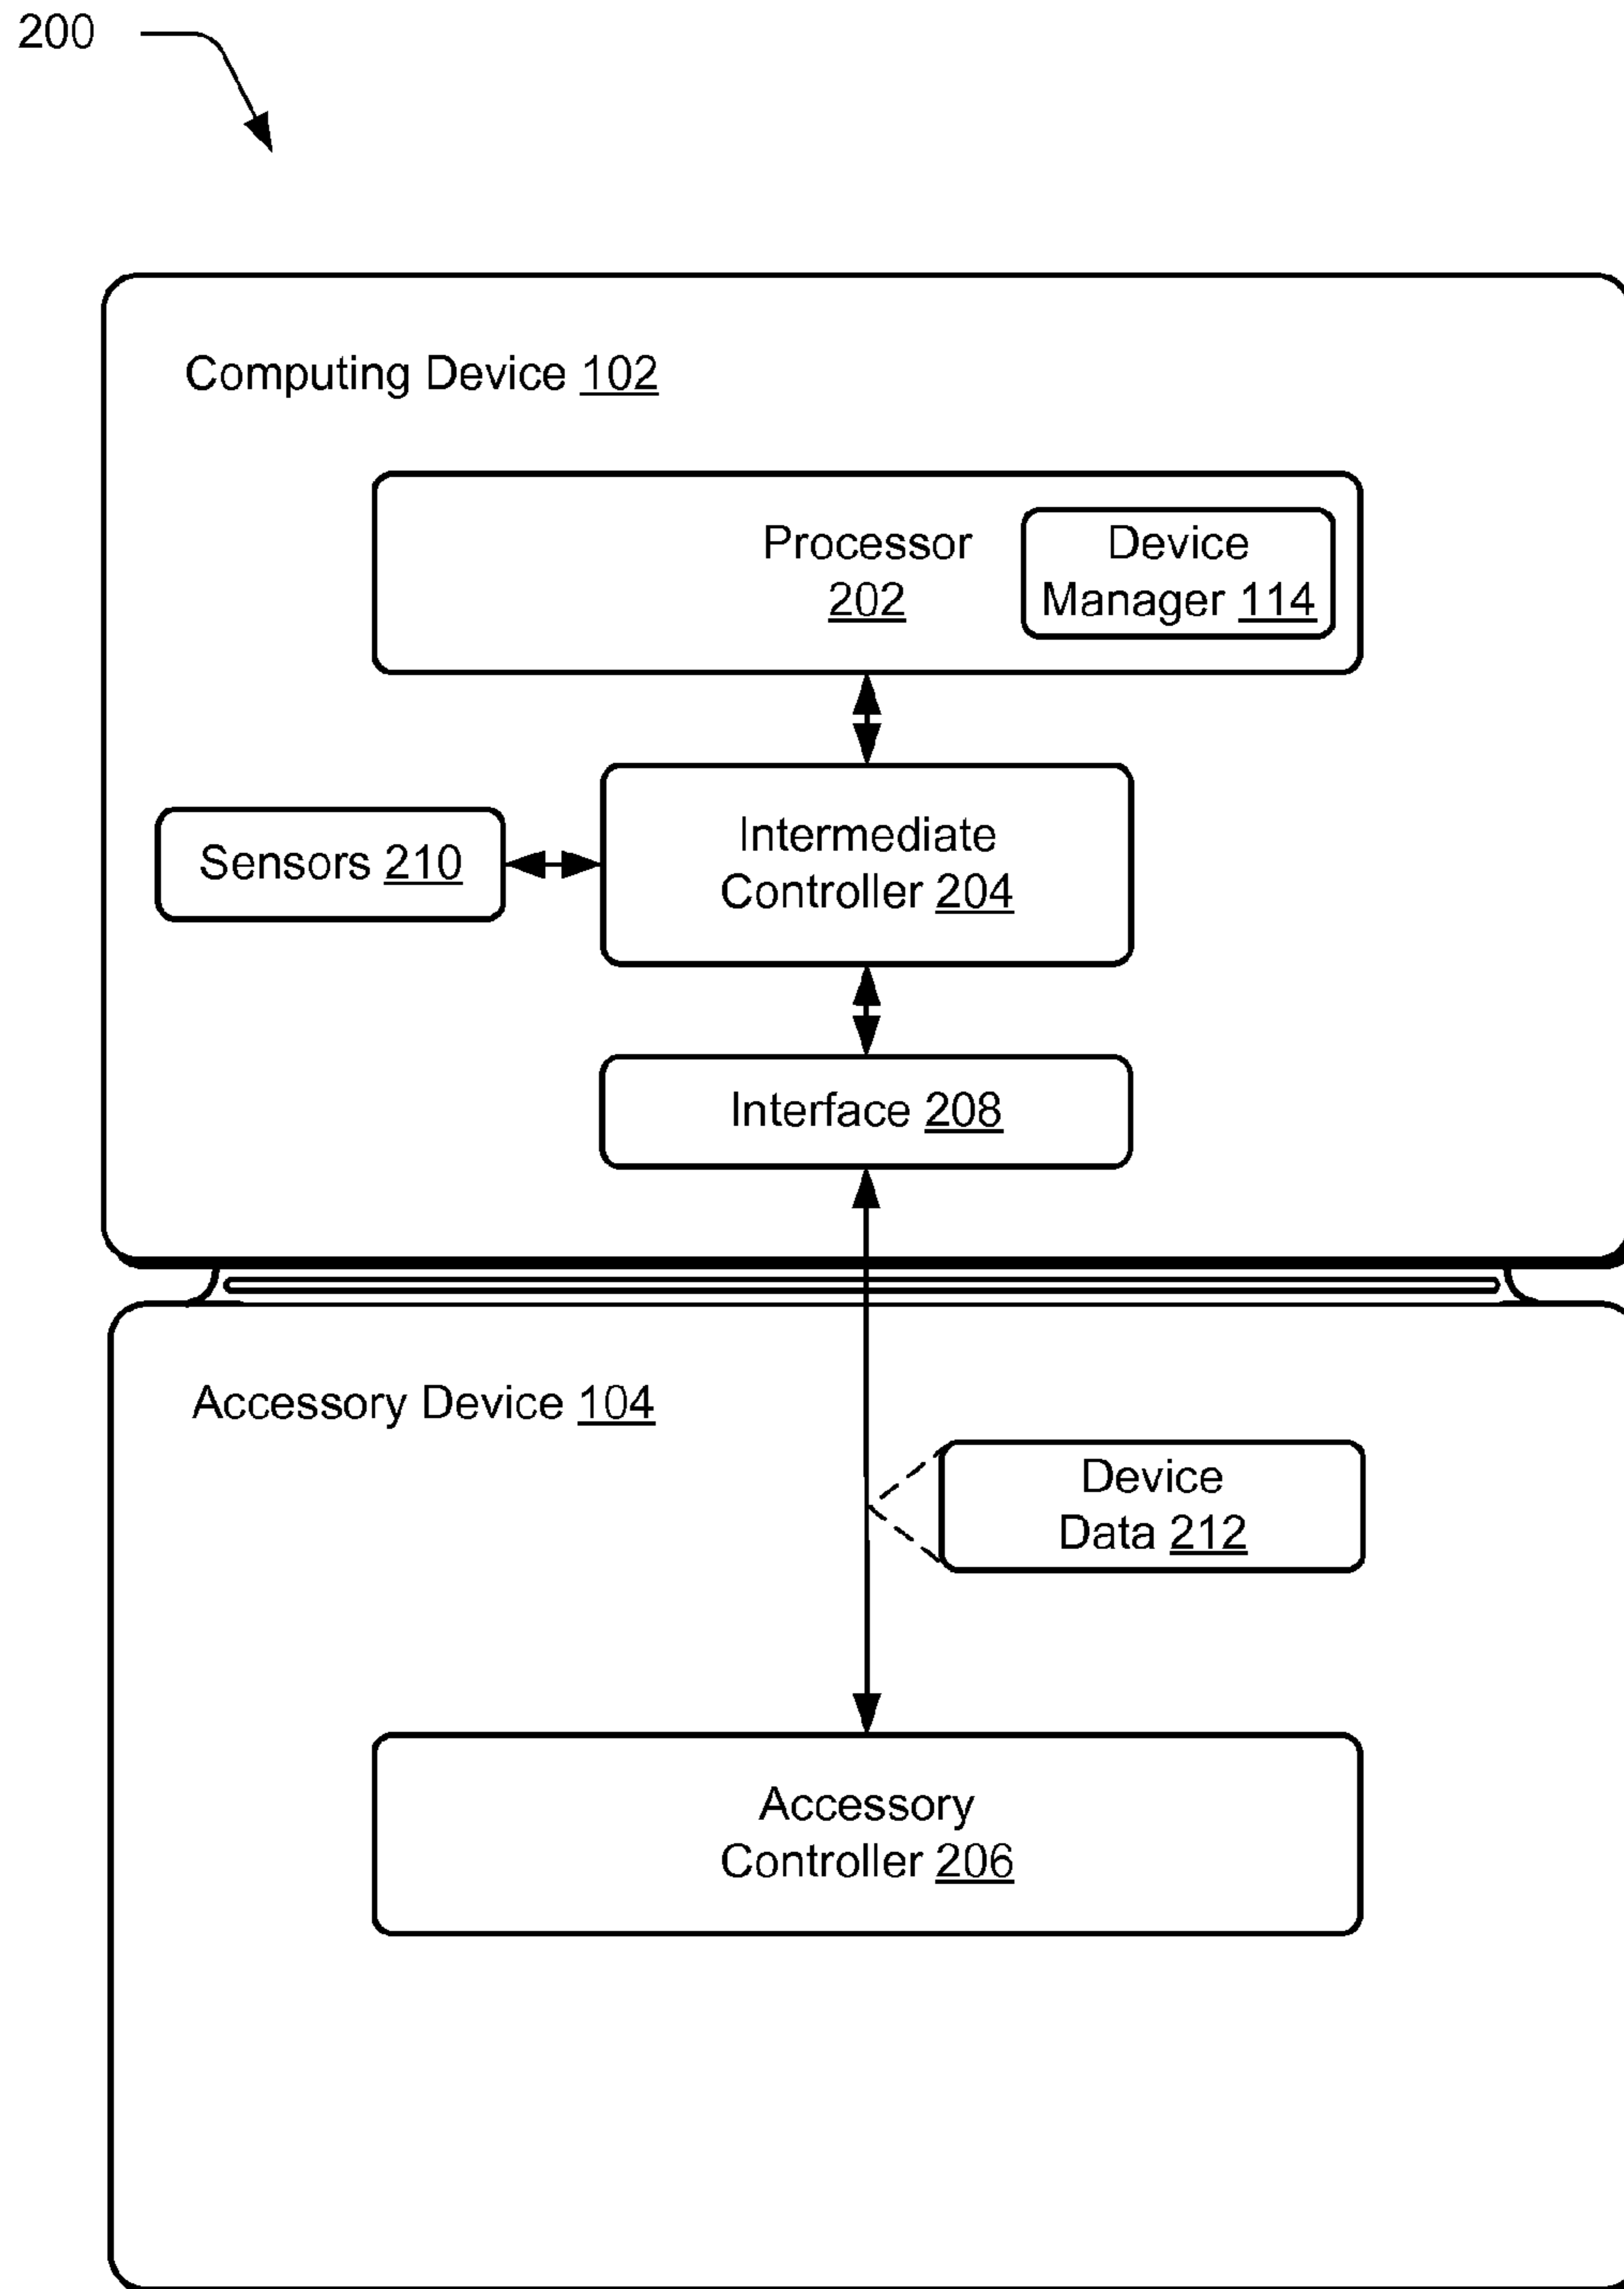 200
Computing Device 102
Processor
202
Device
Manager 114
Intermediate
Controller 204
Sensors 210
Interface 208
Accessory Device 104
Device
Data 212
Accessory
Controller 206